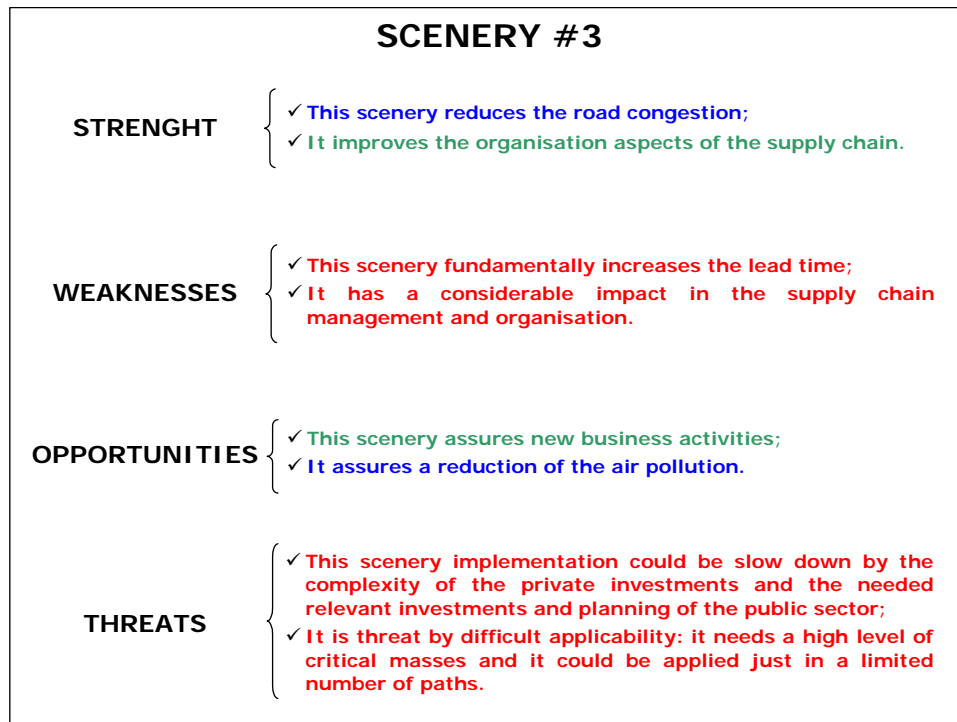 SCENERY #3
STRENGHT
✓ This scenery reduces the road congestion;
✓ It improves the organisation aspects of the supply chain.
WEAKNESSES
✓ This scenery fundamentally increases the lead time;
✓ It has a considerable impact in the supply chain
management and organisation.
OPPORTUNITIES
✓ This scenery assures new business activities;
✓ It assures a reduction of the air pollution.
THREATS
✓ This scenery implementation could be slow down by the
complexity of the private investments and the needed
relevant investments and planning of the public sector;
✓ It is threat by difficult applicability: it needs a high level of
critical masses and it could be applied just in a limited
number of paths.